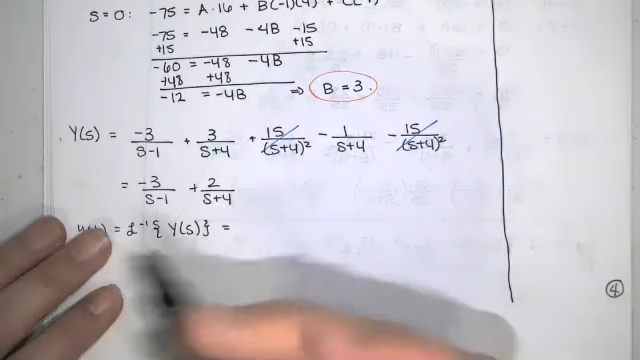 S=0: -75 = A·16 + B(-1)(4) +
-75 = -48 -4B -15
+15 +15
-60 = -48 -4B
+48 +48
-12 = -4B ⇒ B = 3.
Y(s) = -3/(s-1) + 3/(s+4) + 15/(s+4)² - 1/(s+4) - 15/(s+4)²
= -3/(s-1) + 2/(s+4)
= ℒ⁻¹{Y(s)} =
4